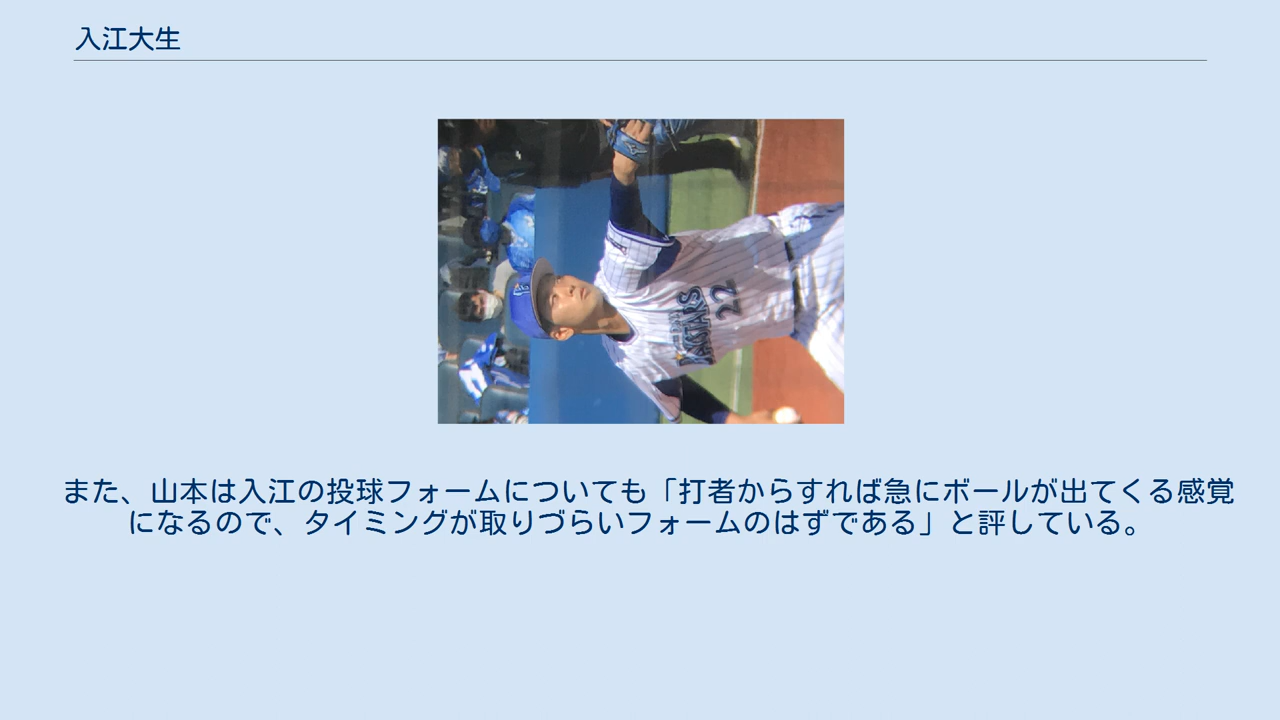 入江大生
BAYSTARS
22
また、山本は入江の投球フォームについても「打者からすれば急にボールが出てくる感覚
になるので、タイミングが取りづらいフォームのはずである」と評している。